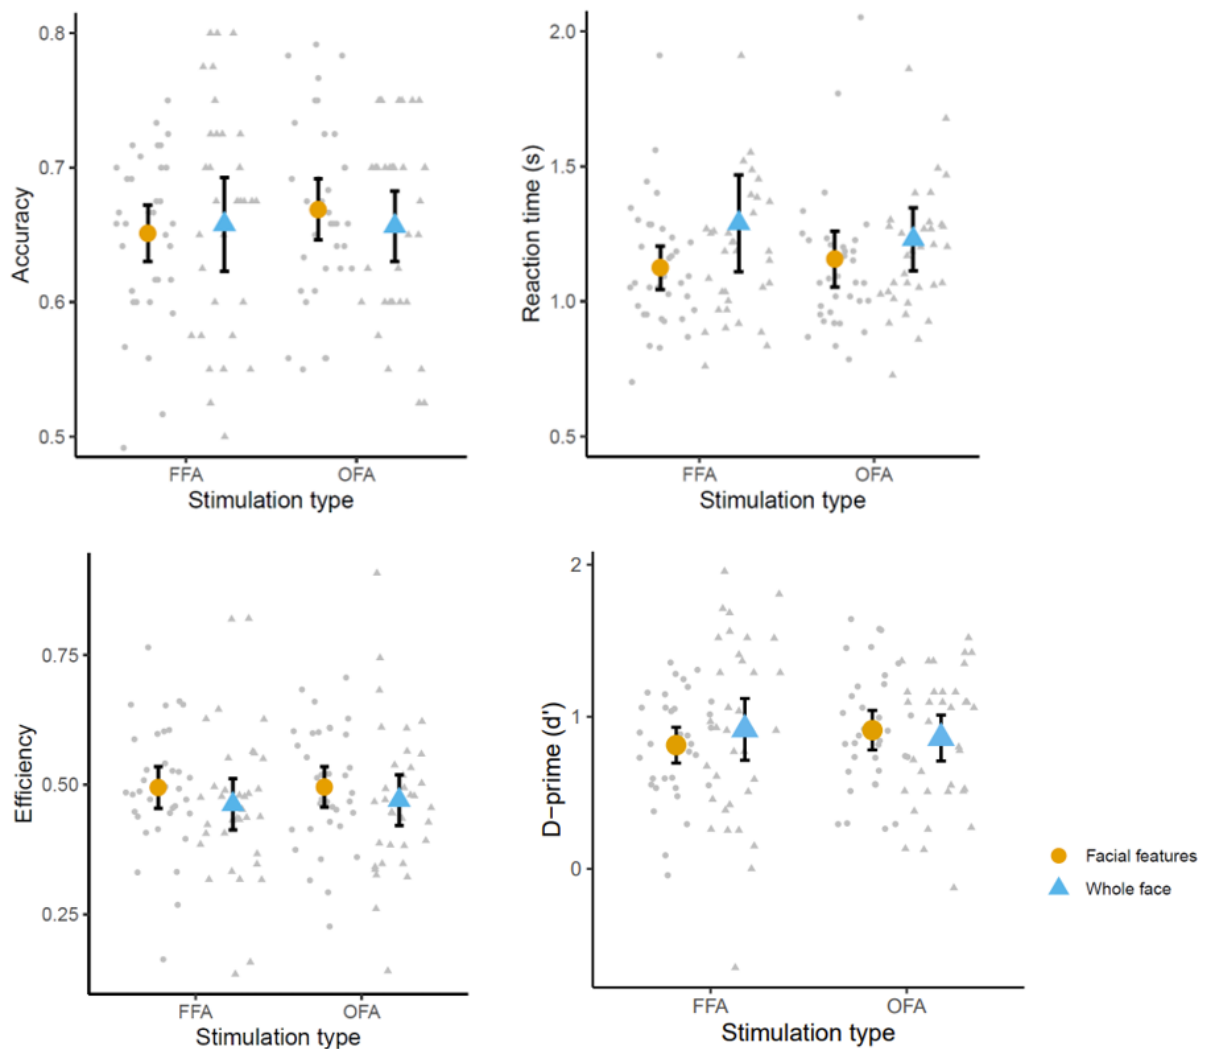 Accuracy
0.8
0.7
0.6
0.5
FFA
OFA
Stimulation type
Reaction time (s)
2.0
1.5
1.0
0.5
FFA
OFA
Stimulation type
Efficiency
0.75
0.50
0.25
FFA
OFA
Stimulation type
D−prime (d')
2
1
0
FFA
OFA
Stimulation type
Facial features
Whole face